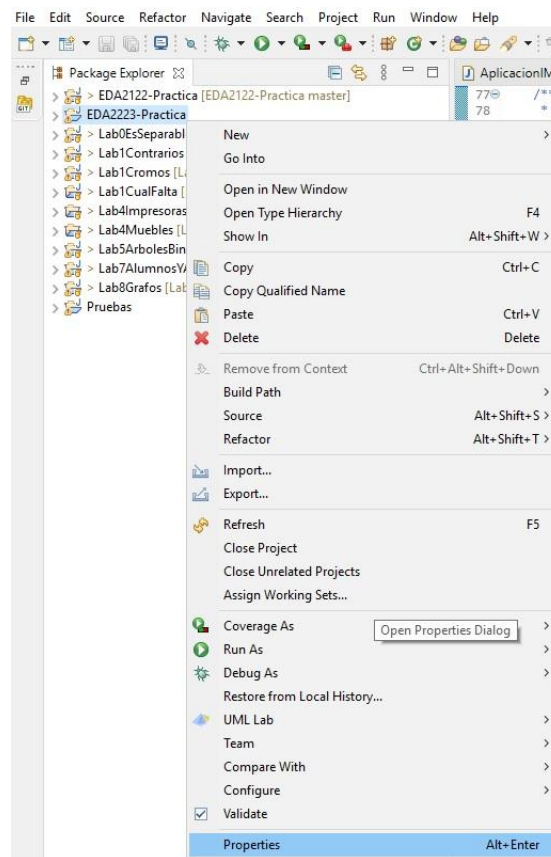 File Edit Source Refactor Navigate Search Project Run Window Help
Package Explorer
AplicacionIM
> EDA2122-Practica [EDA2122-Practica master]
77
/**
EDA2223-Practica
78
*
> Lab0EsSeparabl
> Lab1Contrarios
> Lab1Cromos [L
> Lab1CualFalta [
> Lab4Impresoras
> Lab4Muebles [L
> Lab5ArbolesBin
> Lab7AlumnosY
> Lab8Grafos [Lab
Pruebas
New
Go Into
Open in New Window
Open Type Hierarchy F4
Show In Alt+Shift+W >
Copy Ctrl+C
Copy Qualified Name
Paste Ctrl+V
Delete Delete
Remove from Context Ctrl+Alt+Shift+Down
Build Path
Source Alt+Shift+S >
Refactor Alt+Shift+T >
Import...
Export...
Refresh F5
Close Project
Close Unrelated Projects
Assign Working Sets...
Coverage As
Open Properties Dialog
Run As
Debug As
Restore from Local History...
UML Lab
Team
Compare With
Configure
Validate
Properties Alt+Enter